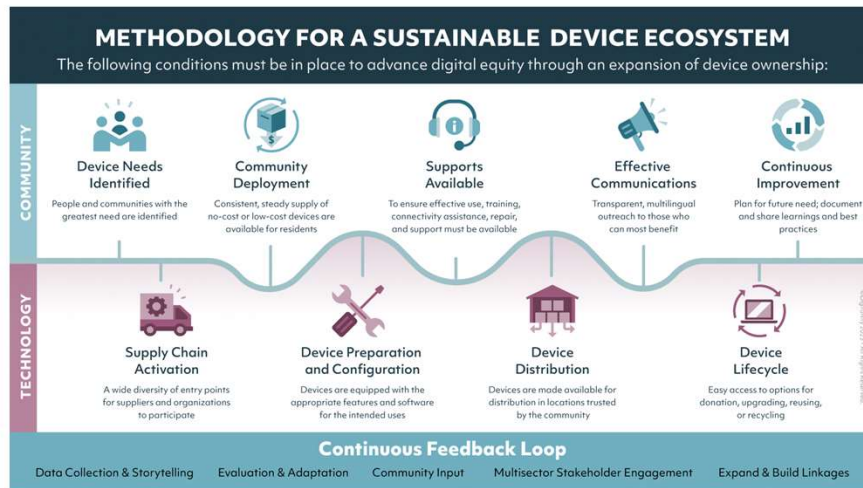 METHODOLOGY FOR A SUSTAINABLE DEVICE ECOSYSTEM
The following conditions must be in place to advance digital equity through an expansion of device ownership:
COMMUNITY
Device Needs
Identified
People and communities with the
greatest need are identified
Community
Deployment
Consistent, steady supply of
no-cost or low-cost devices are
available for residents
Supports
Available
To ensure effective use, training,
connectivity assistance, repair,
and support must be available
Effective
Communications
Transparent, multilingual
outreach to those who
can most benefit
Continuous
Improvement
Plan for future need; document
and share learnings and best
practices
TECHNOLOGY
Supply Chain
Activation
A wide diversity of entry points
for suppliers and organizations
to participate
Device Preparation
and Configuration
Devices are equipped with the
appropriate features and software
for the intended uses
Device
Distribution
Devices are made available for
distribution in locations trusted
by the community
Device
Lifecycle
Easy access to options for
donation, upgrading, reusing,
or recycling
Continuous Feedback Loop
Data Collection & Storytelling
Evaluation & Adaptation
Community Input
Multisector Stakeholder Engagement
Expand & Build Linkages